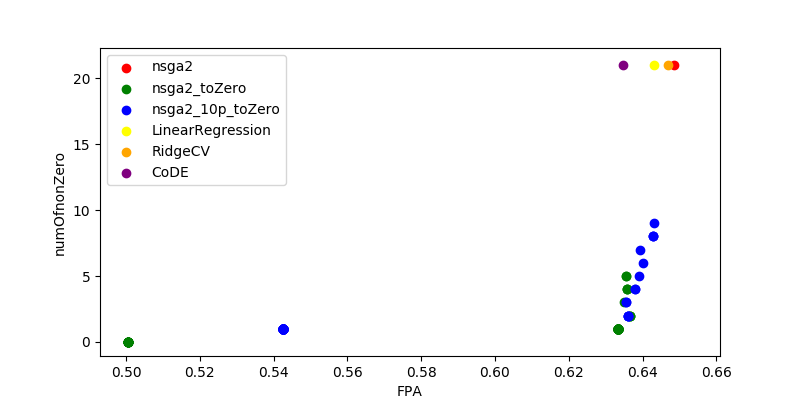 nsga2
nsga2_toZero
nsga2_10p_toZero
LinearRegression
RidgeCV
CoDE
numOfnonZero
20
15
10
5
0
0.50 0.52 0.54 0.56 0.58 0.60 0.62 0.64 0.66
FPA